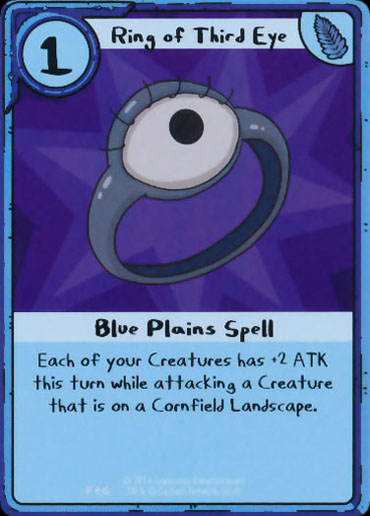 1
Ring of Third Eye
Blue Plains Spell
Each of your Creatures has +2 ATK
this turn while attacking a Creature
that is on a Cornfield Landscape.